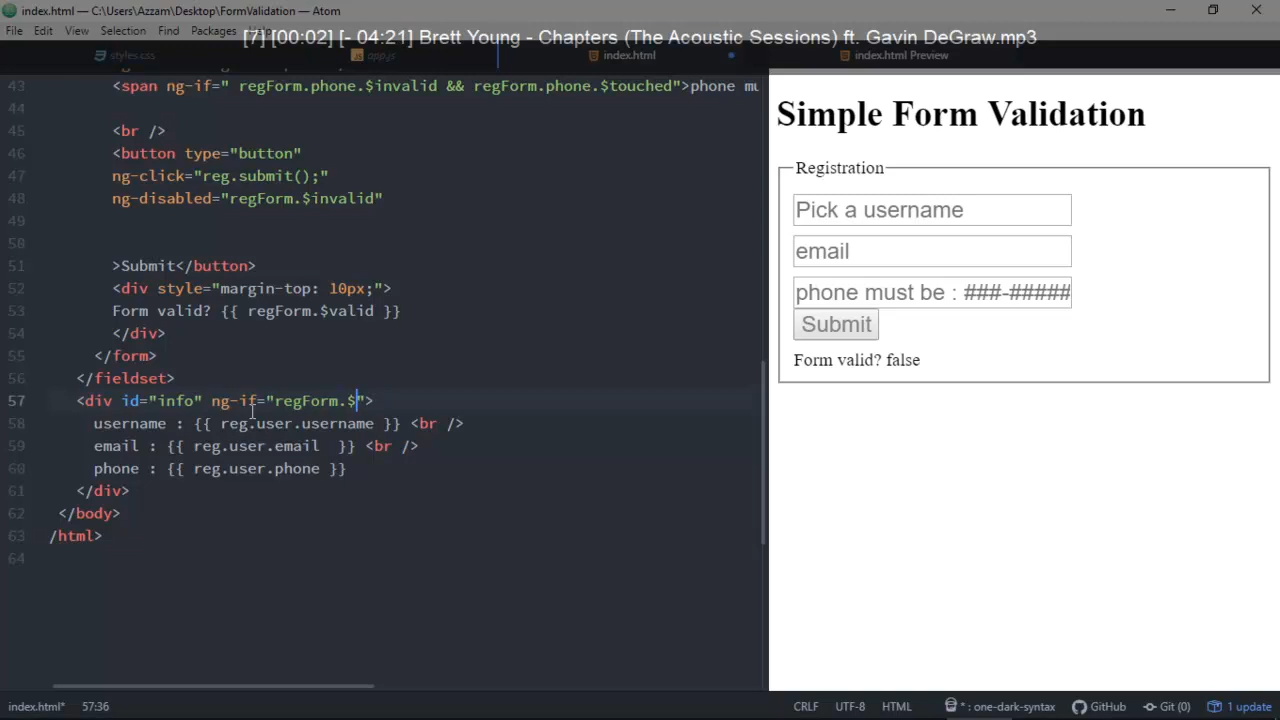 index.html — C:\Users\Azzam\Desktop\FormValidation — Atom
File Edit View Selection Find Packages
[7] [00:02] [- 04:21] Brett Young - Chapters (The Acoustic Sessions) ft. Gavin DeGraw.mp3
styles.css app.js index.html index.html Preview
43 <span ng-if=" regForm.phone.$invalid && regForm.phone.$touched">phone mu
44
45 <br />
46 <button type="button"
47 ng-click="reg.submit();"
48 ng-disabled="regForm.$invalid"
49
50
51 >Submit</button>
52 <div style="margin-top: 10px;">
53 Form valid? {{ regForm.$valid }}
54 </div>
55 </form>
56 </fieldset>
57 <div id="info" ng-if="regForm.$">
58 username : {{ reg.user.username }} <br />
59 email : {{ reg.user.email  }} <br />
60 phone : {{ reg.user.phone }}
61 </div>
62 </body>
63 /html>
64
Simple Form Validation
Registration
Pick a username
email
phone must be : ###-#####
Submit
Form valid? false
index.html* 57:36 CRLF UTF-8 HTML * : one-dark-syntax GitHub Git (0) 1 update